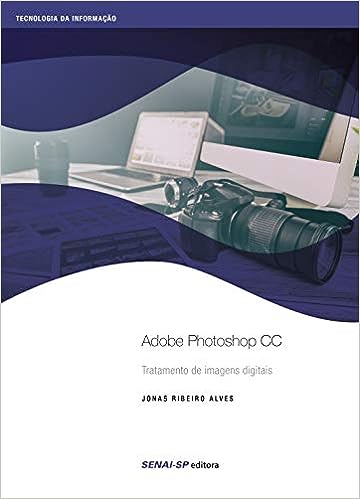 TECNOLOGIA DA INFORMAÇÃO
Adobe Photoshop CC
Tratamento de imagens digitais
JONAS RIBEIRO ALVES
SENAI-SP editora